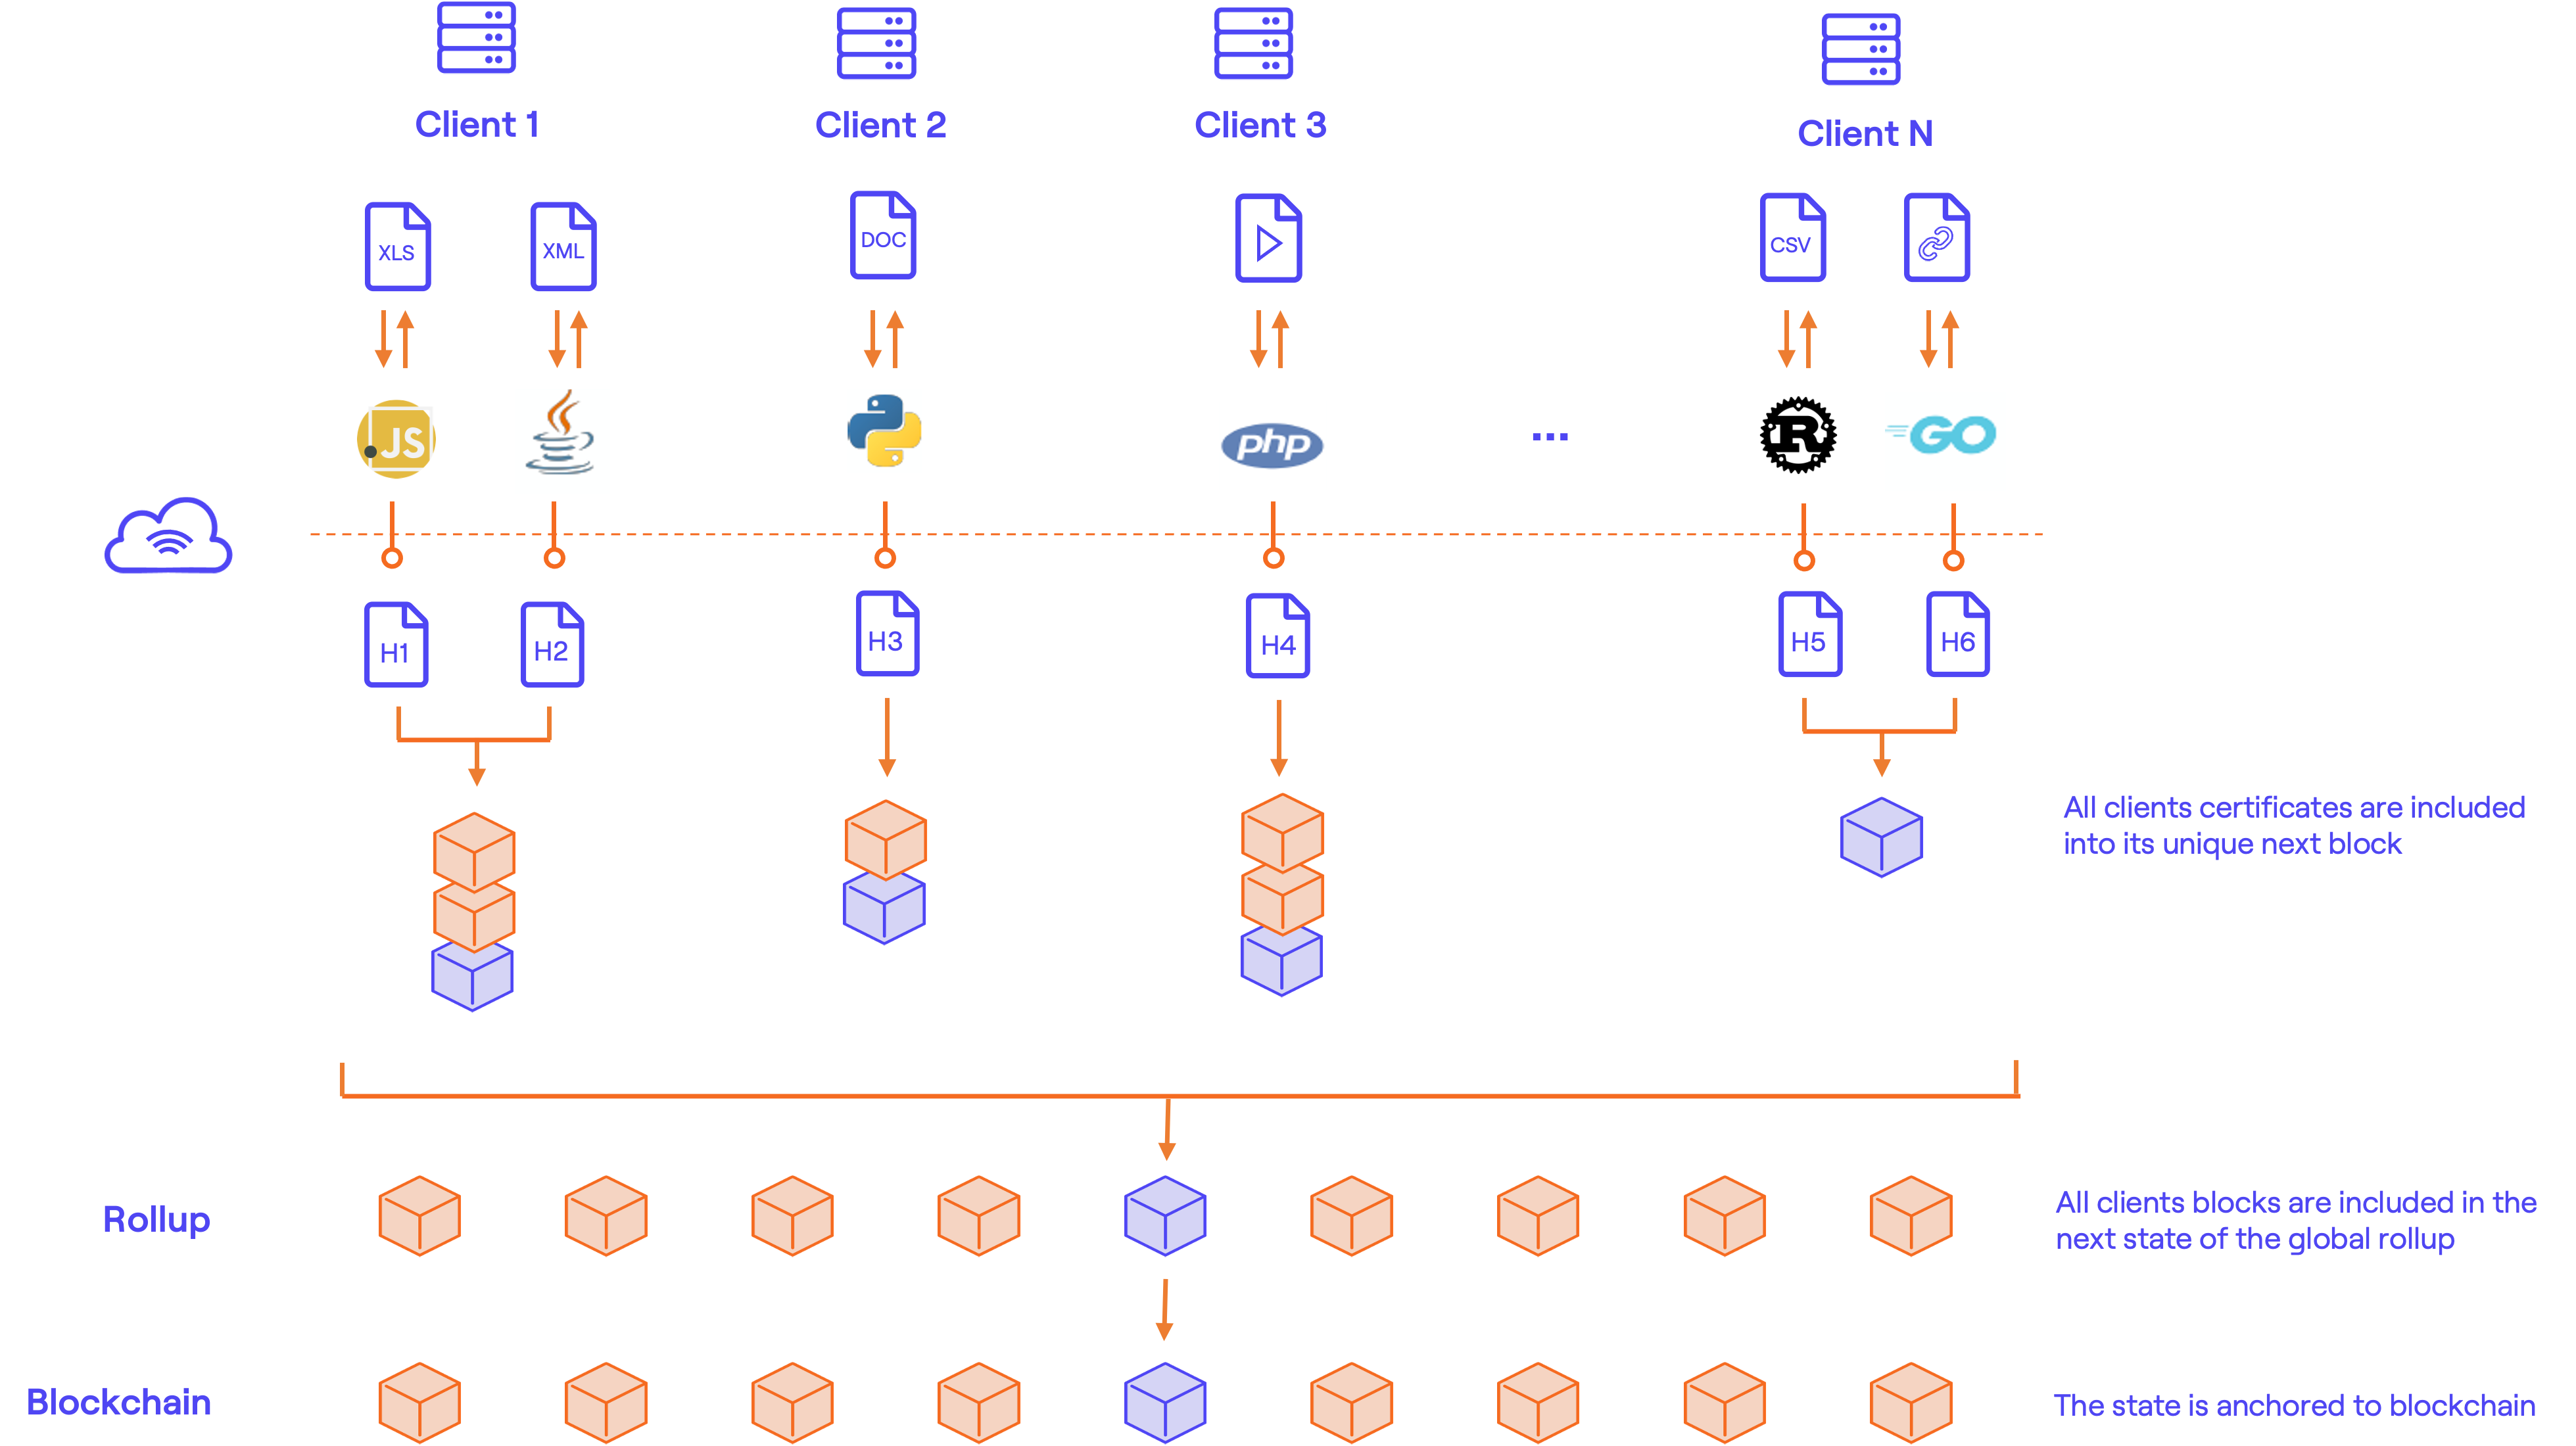 Client 1
Client 2
Client 3
Client N
XLS
XML
DOC
CSV
JS
php
...
R
GO
H1
H2
H3
H4
H5
H6
All clients certificates are included
into its unique next block
Rollup
All clients blocks are included in the
next state of the global rollup
Blockchain
The state is anchored to blockchain